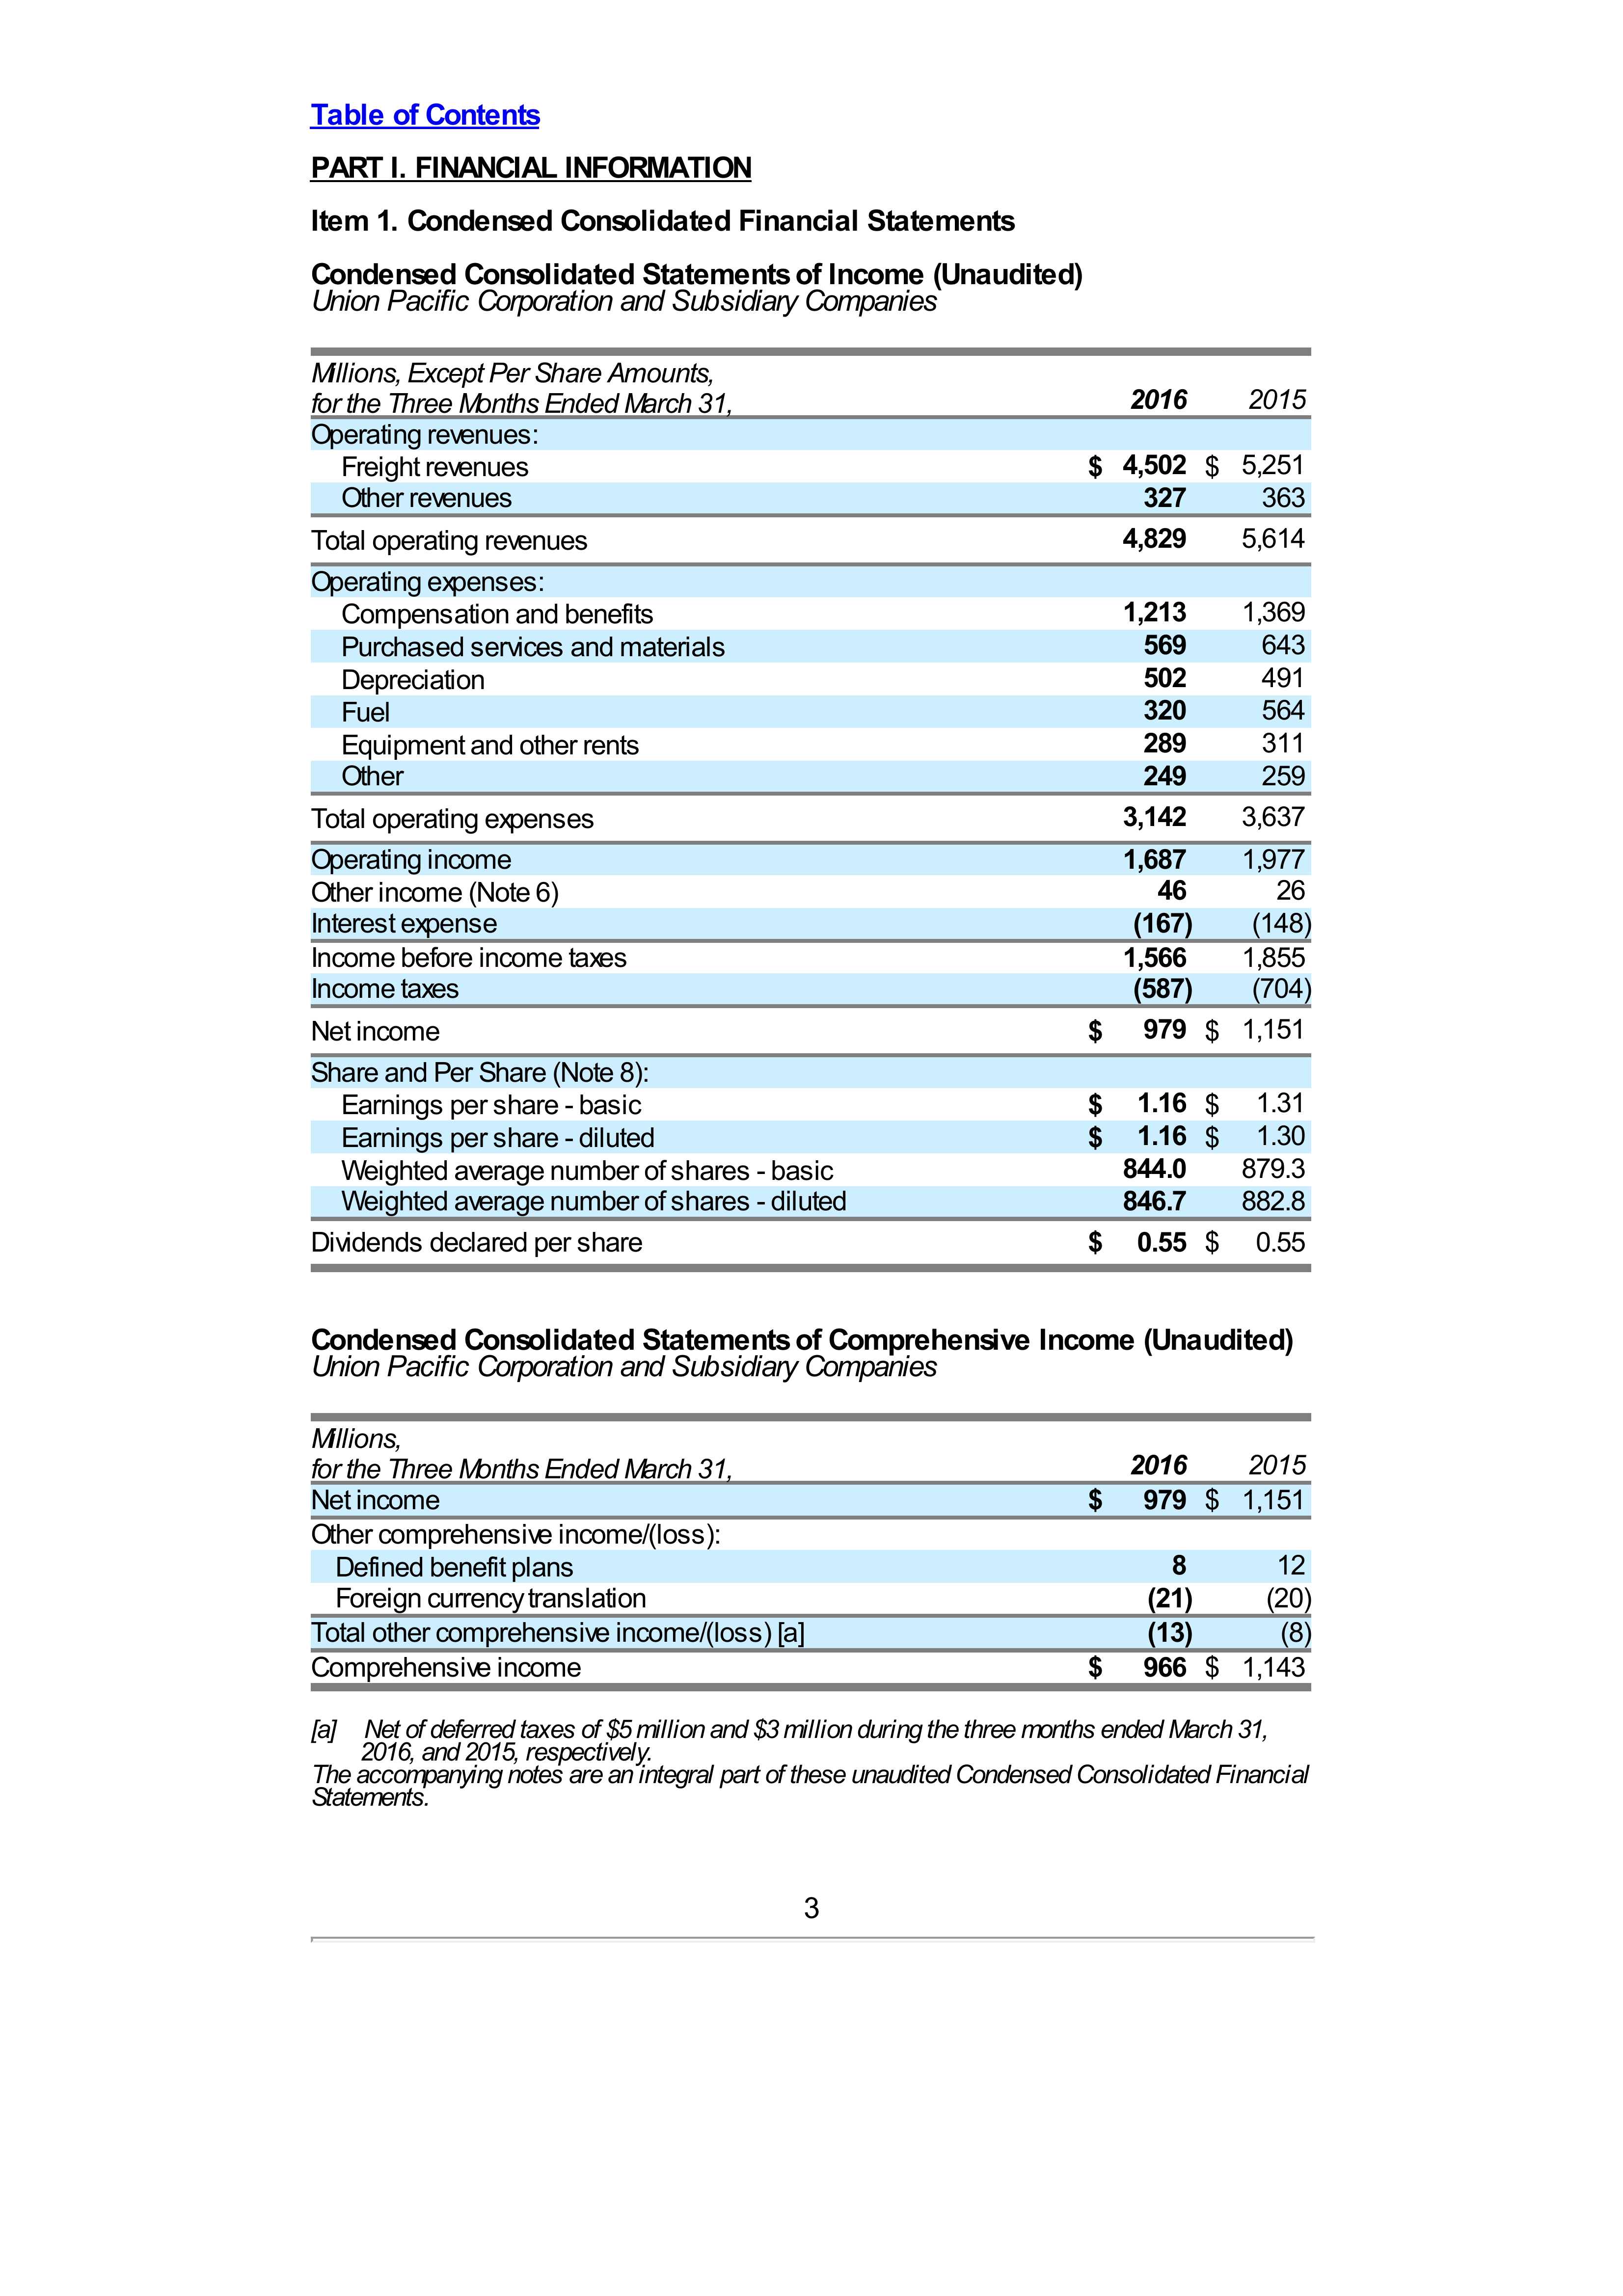 Table of Contents
PART I. FINANCIAL INFORMATION
Item 1. Condensed Consolidated Financial Statements
Condensed Consolidated Statements of Income (Unaudited)
Union Pacific Corporation and Subsidiary Companies
Millions, Except Per Share Amounts,
for the Three Months Ended March 31, 2016 2015
Operating revenues:
Freight revenues $ 4,502 $ 5,251
Other revenues 327 363
Total operating revenues 4,829 5,614
Operating expenses:
Compensation and benefits 1,213 1,369
Purchased services and materials 569 643
Depreciation 502 491
Fuel 320 564
Equipment and other rents 289 311
Other 249 259
Total operating expenses 3,142 3,637
Operating income 1,687 1,977
Other income (Note 6) 46 26
Interest expense (167) (148)
Income before income taxes 1,566 1,855
Income taxes (587) (704)
Net income $ 979 $ 1,151
Share and Per Share (Note 8):
Earnings per share - basic $ 1.16 $ 1.31
Earnings per share - diluted $ 1.16 $ 1.30
Weighted average number of shares - basic 844.0 879.3
Weighted average number of shares - diluted 846.7 882.8
Dividends declared per share $ 0.55 $ 0.55
Condensed Consolidated Statements of Comprehensive Income (Unaudited)
Union Pacific Corporation and Subsidiary Companies
Millions,
for the Three Months Ended March 31, 2016 2015
Net income $ 979 $ 1,151
Other comprehensive income/(loss):
Defined benefit plans 8 12
Foreign currency translation (21) (20)
Total other comprehensive income/(loss) [a] (13) (8)
Comprehensive income $ 966 $ 1,143
[a] Net of deferred taxes of $5 million and $3 million during the three months ended March 31,
2016, and 2015, respectively.
The accompanying notes are an integral part of these unaudited Condensed Consolidated Financial
Statements.
3